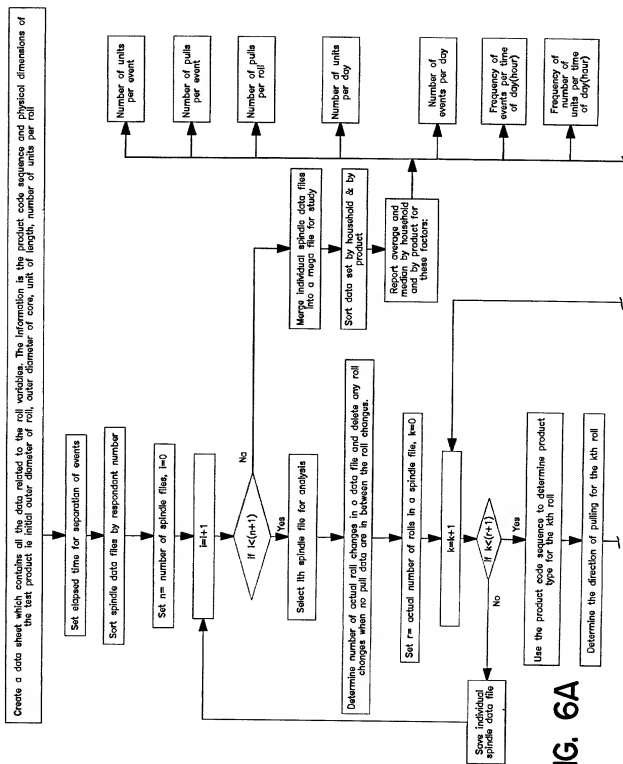 Create a data sheet which contains all the data related to the roll variables. The information is the product code sequence and physical dimensions of
the test product ie initial outer diameter of roll, outer diameter of core, unit of length, number of units per roll
Set elapsed time for separation of events
Sort spindle data files by respondant number
Set n= number of spindle files, i=0
i=i+1
if i<(n+1)
No
Yes
Select ith spindle file for analysis
Determine number of actual roll changes in a data file and delete any roll
changes when no pull data are in between the roll changes.
Set r= actual number of rolls in a spindle file, k=0
k=k+1
if k<(r+1)
No
Yes
Save individual
spindle data file
Use the product code sequence to determine product
type for the kth roll
Determine the direction of pulling for the kth roll
Merge individual spindle data files
into a mega file for study
Sort data set by household & by
product
Report average and
median by household
and by product for
these factors:
Number of units
per event
Number of pulls
per event
Number of pulls
per roll
Number of units
per day
Number of
events per day
Frequency of
events per time
of day(hour)
Frequency of
number of
units per time
of day(hour)
IG. 6A